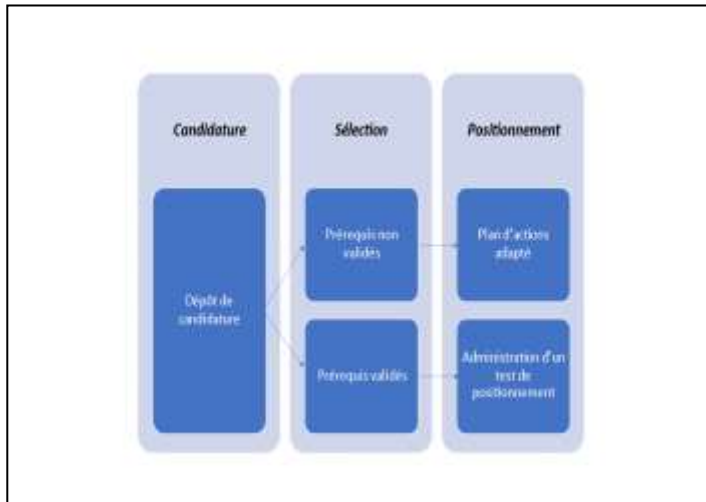 Candidature
Sélection
Positionnement
Dépôt de
candidature
Prérequis non
validés
Prérequis validés
Plan d'actions
adapté
Administration d'un
test de
positionnement